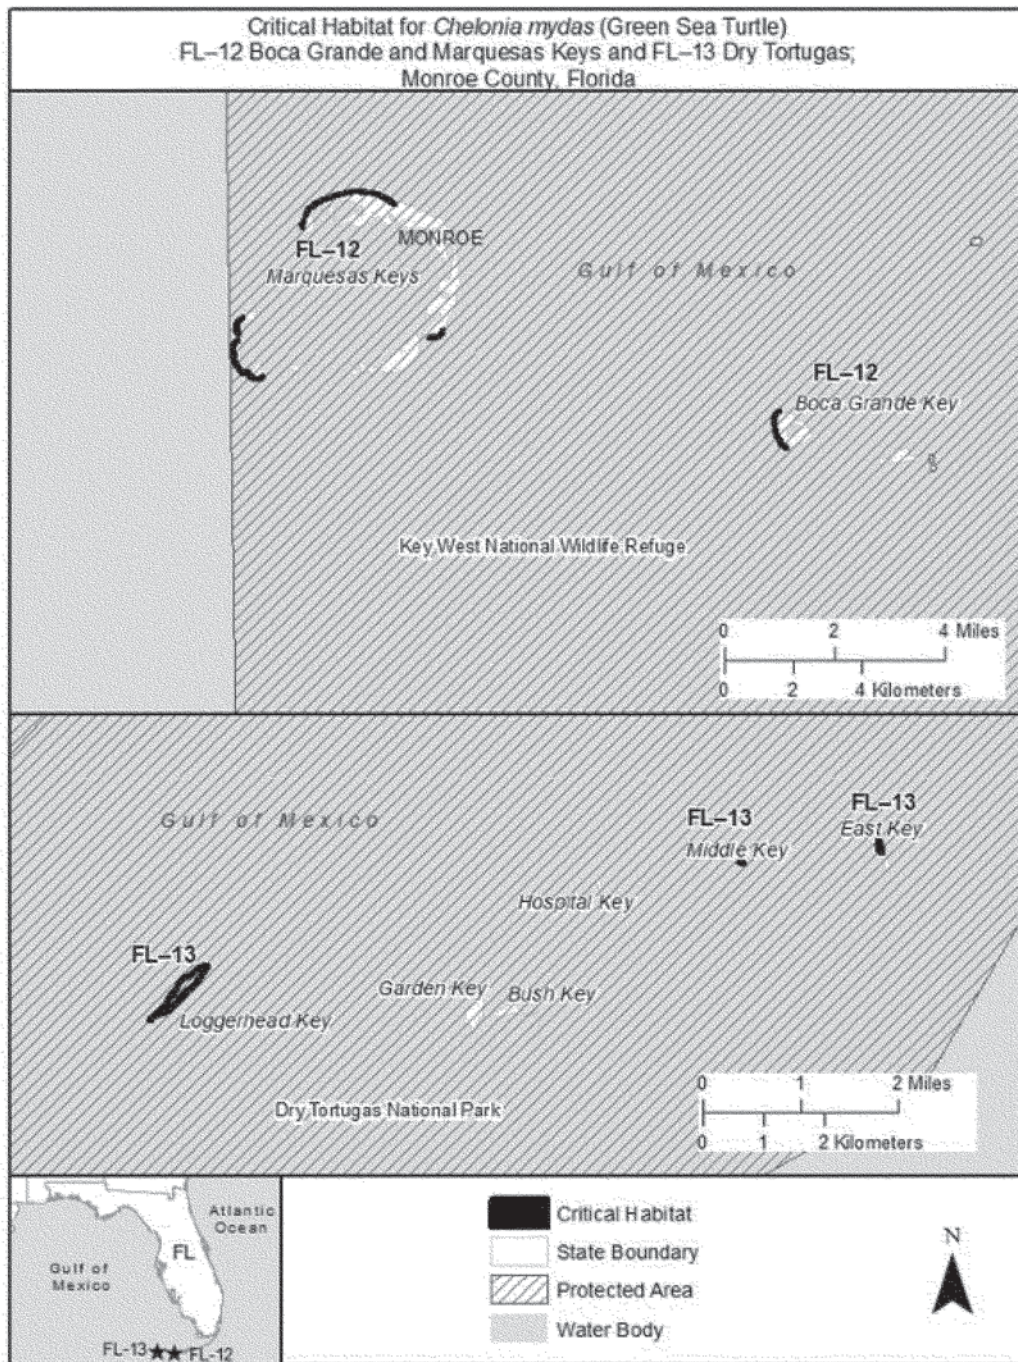 Critical Habitat for Chelonia mydas (Green Sea Turtle)
FL–12 Boca Grande and Marquesas Keys and FL–13 Dry Tortugas;
Monroe County, Florida
MONROE
FL–12
Marquesas Keys
Gulf of Mexico
FL–12
Boca Grande Key
Key West National Wildlife Refuge
0 2 4 Miles
0 2 4 Kilometers
Gulf of Mexico
FL–13
Middle Key
FL–13
East Key
Hospital Key
FL–13
Loggerhead Key
Garden Key
Bush Key
Dry Tortugas National Park
0 1 2 Miles
0 1 2 Kilometers
Atlantic
Ocean
FL
Gulf of
Mexico
FL-13
FL-12
Critical Habitat
State Boundary
Protected Area
Water Body
N